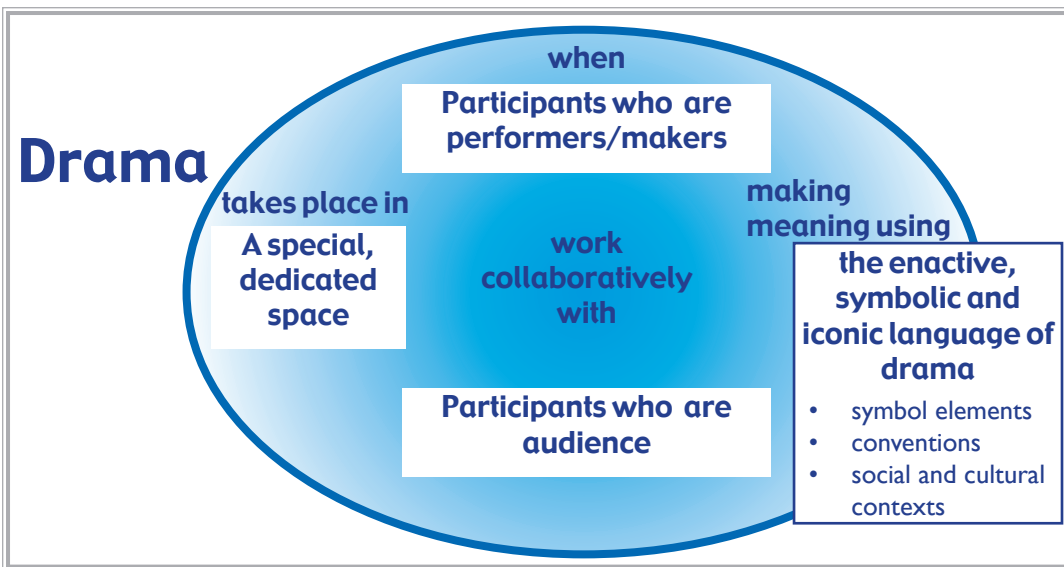 Drama
takes place in
A special,
dedicated
space
when
Participants who are
performers/makers
work
collaboratively
with
Participants who are
audience
making
meaning using
the enactive,
symbolic and
iconic language of
drama
• symbol elements
• conventions
• social and cultural
contexts